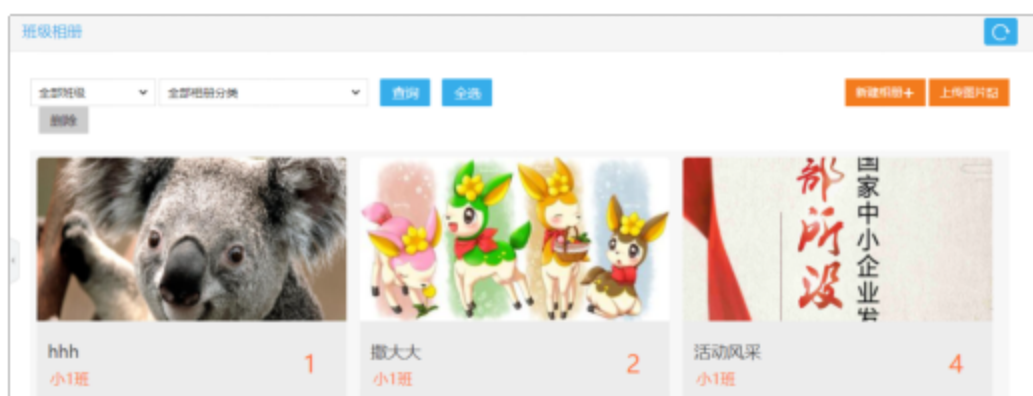 班级相册
全部班级 全部相册分类 查询 全选 新建相册+ 上传图片
删除
部所设
国家中小企业发
hhh
小1班
1
撒大大
小1班
2
活动风采
小1班
4